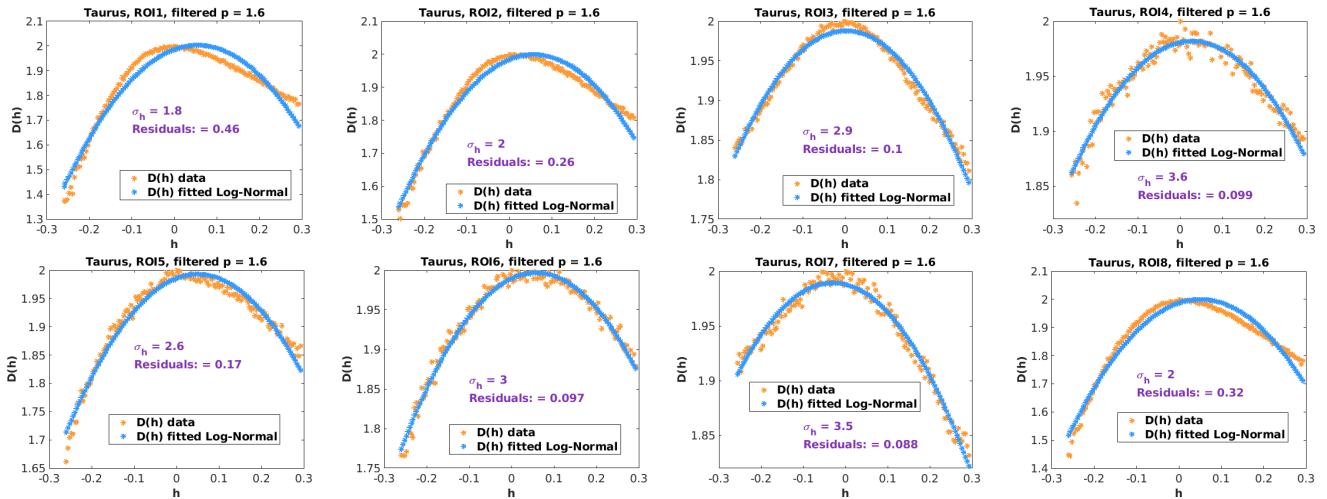 Taurus, ROI1, filtered p = 1.6
2.1
2
1.9
1.8
1.7
1.6
1.5
1.4
1.3
D(h)
σh = 1.8
Residuals: = 0.46
D(h) data
D(h) fitted Log-Normal
-0.3 -0.2 -0.1 0 0.1 0.2 0.3
h
Taurus, ROI2, filtered p = 1.6
2.1
2
1.9
1.8
1.7
1.6
1.5
D(h)
σh = 2
Residuals: = 0.26
D(h) data
D(h) fitted Log-Normal
-0.3 -0.2 -0.1 0 0.1 0.2 0.3
h
Taurus, ROI3, filtered p = 1.6
2
1.95
1.9
1.85
1.8
1.75
D(h)
σh = 2.9
Residuals: = 0.1
D(h) data
D(h) fitted Log-Normal
-0.3 -0.2 -0.1 0 0.1 0.2 0.3
h
Taurus, ROI4, filtered p = 1.6
2
1.95
1.9
1.85
D(h)
D(h) data
D(h) fitted Log-Normal
σh = 3.6
Residuals: = 0.099
-0.3 -0.2 -0.1 0 0.1 0.2 0.3
h
Taurus, ROI5, filtered p = 1.6
2
1.95
1.9
1.85
1.8
1.75
1.7
1.65
D(h)
σh = 2.6
Residuals: = 0.17
D(h) data
D(h) fitted Log-Normal
-0.3 -0.2 -0.1 0 0.1 0.2 0.3
h
Taurus, ROI6, filtered p = 1.6
2
1.95
1.9
1.85
1.8
1.75
D(h)
σh = 3
Residuals: = 0.097
D(h) data
D(h) fitted Log-Normal
-0.3 -0.2 -0.1 0 0.1 0.2 0.3
h
Taurus, ROI7, filtered p = 1.6
2
1.95
1.9
1.85
D(h)
D(h) data
D(h) fitted Log-Normal
σh = 3.5
Residuals: = 0.088
-0.3 -0.2 -0.1 0 0.1 0.2 0.3
h
Taurus, ROI8, filtered p = 1.6
2.1
2
1.9
1.8
1.7
1.6
1.5
1.4
D(h)
σh = 2
Residuals: = 0.32
D(h) data
D(h) fitted Log-Normal
-0.3 -0.2 -0.1 0 0.1 0.2 0.3
h